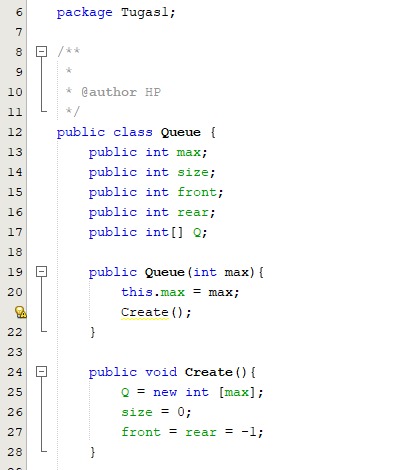 6 package Tugas1;
7
8 /**
9 *
10 * @author HP
11 */
12 public class Queue {
13 public int max;
14 public int size;
15 public int front;
16 public int rear;
17 public int[] Q;
18
19 public Queue(int max){
20 this.max = max;
Create();
22 }
23
24 public void Create(){
25 Q = new int [max];
26 size = 0;
27 front = rear = -1;
28 }